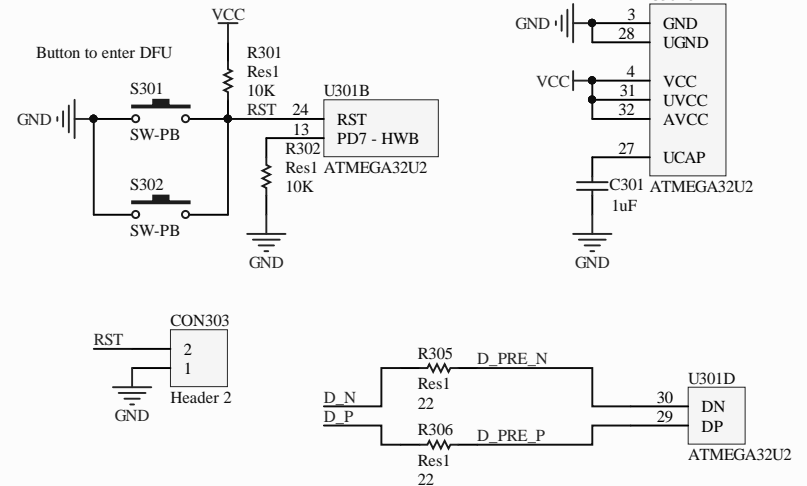 VCC
Button to enter DFU
R301
Res1
10K
S301
GND
SW-PB
RST
24
13
U301B
RST
PD7 - HWB
ATMEGA32U2
R302
Res1
10K
GND
S302
SW-PB
GND
3
GND
28
UGND
VCC
4
VCC
31
UVCC
32
AVCC
27
UCAP
ATMEGA32U2
C301
1uF
GND
CON303
RST
2
1
GND
Header 2
R305
Res1
22
D_PRE_N
D_N
D_P
R306
Res1
22
D_PRE_P
U301D
30
DN
29
DP
ATMEGA32U2